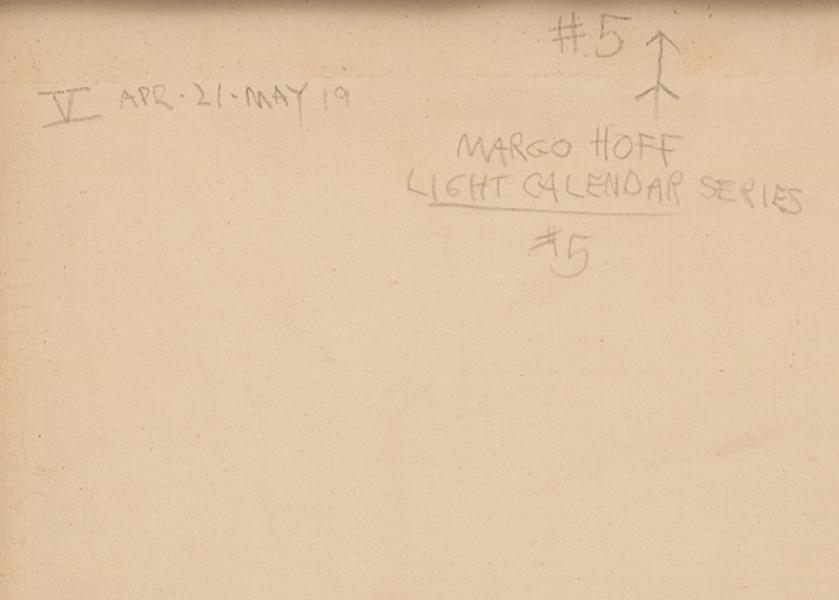 #5
V APR. 21. MAY 19
MARGO HOFF
LIGHT CALENDAR SERIES
#5